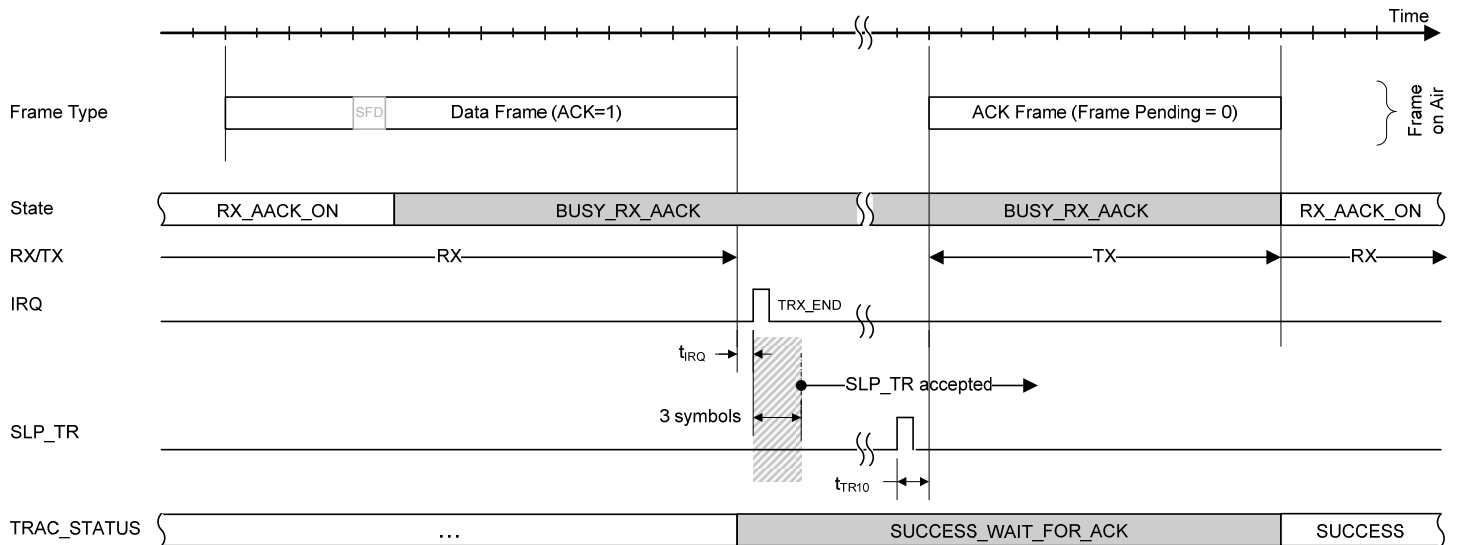 Time
Frame Type
SFD
Data Frame (ACK=1)
ACK Frame (Frame Pending = 0)
Frame
on Air
State
RX_AACK_ON
BUSY_RX_AACK
BUSY_RX_AACK
RX_AACK_ON
RX/TX
RX
TX
RX
IRQ
TRX_END
tIRQ
SLP_TR accepted
3 symbols
SLP_TR
tTR10
TRAC_STATUS
...
SUCCESS_WAIT_FOR_ACK
SUCCESS